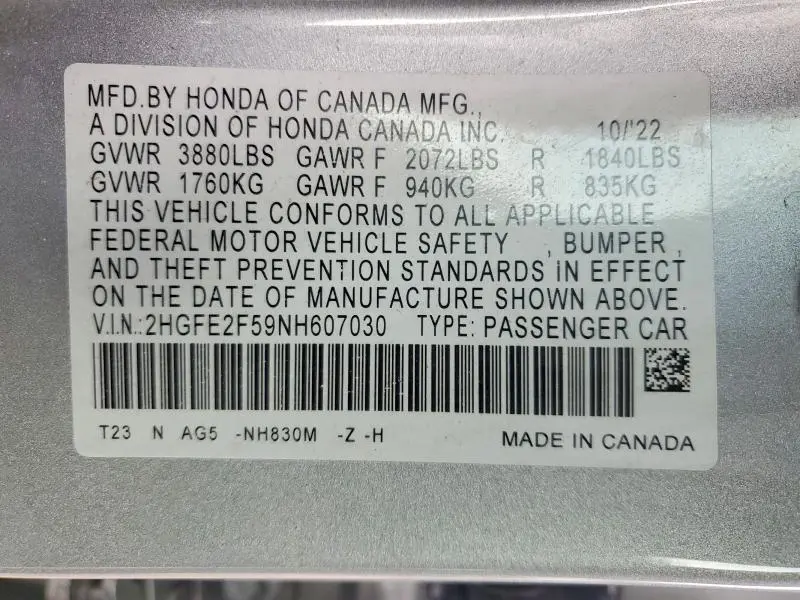 MFD.BY HONDA OF CANADA MFG.,
A DIVISION OF HONDA CANADA INC. 10/'22
GVWR 3880LBS GAWR F 2072LBS R 1840LBS
GVWR 1760KG GAWR F 940KG R 835KG
THIS VEHICLE CONFORMS TO ALL APPLICABLE
FEDERAL MOTOR VEHICLE SAFETY , BUMPER ,
AND THEFT PREVENTION STANDARDS IN EFFECT
ON THE DATE OF MANUFACTURE SHOWN ABOVE.
V.I.N.:2HGFE2F59NH607030 TYPE: PASSENGER CAR
T23 N AG5 -NH830M -Z -H MADE IN CANADA